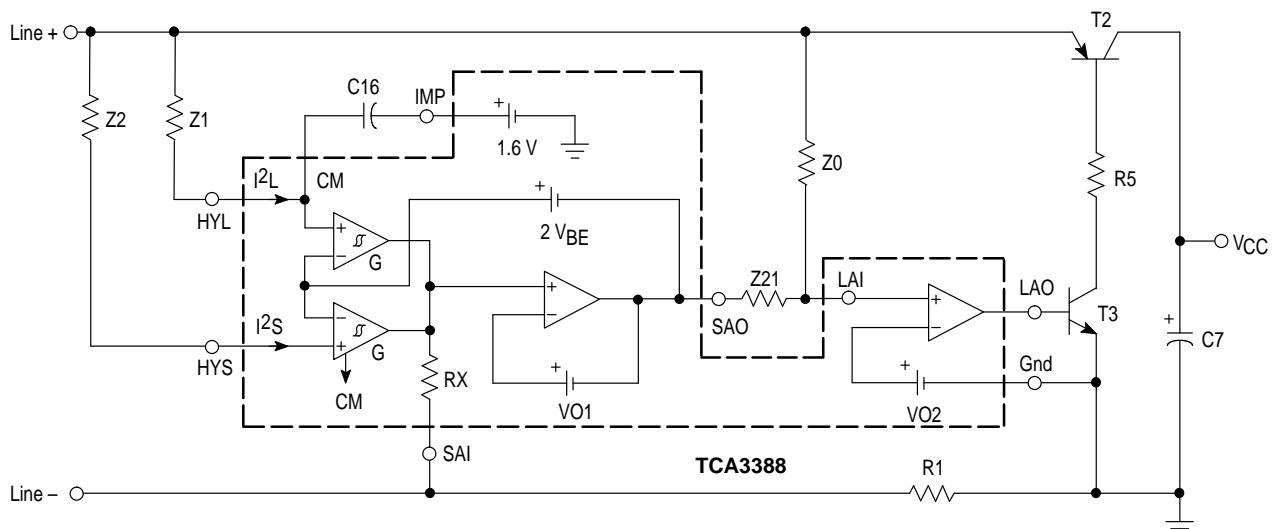 Line +
T2
C16
IMP
+
1.6 V
Z2
Z1
Z0
R5
I2L
CM
HYL
+
2 VBE
+
–
G
VCC
Z21
LAI
SAO
+
–
LAO
T3
+
–
I2S
–
+
G
HYS
CM
RX
+
VO1
+
VO2
Gnd
+
C7
SAI
TCA3388
R1
Line –